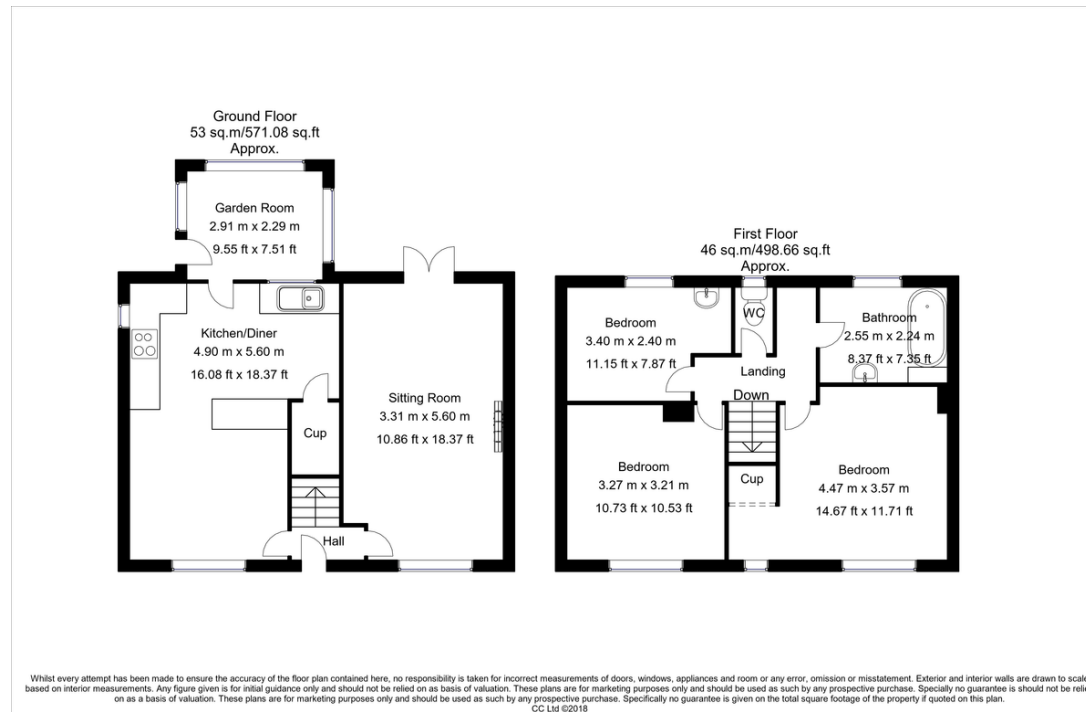 Ground Floor
53 sq.m/571.08 sq.ft
Approx.
Garden Room
2.91 m x 2.29 m
9.55 ft x 7.51 ft
Kitchen/Diner
4.90 m x 5.60 m
16.08 ft x 18.37 ft
Cup
Sitting Room
3.31 m x 5.60 m
10.86 ft x 18.37 ft
Hall
First Floor
46 sq.m/498.66 sq.ft
Approx.
Bedroom
3.40 m x 2.40 m
11.15 ft x 7.87 ft
WC
Bathroom
2.55 m x 2.24 m
8.37 ft x 7.35 ft
Landing
Down
Bedroom
3.27 m x 3.21 m
10.73 ft x 10.53 ft
Cup
Bedroom
4.47 m x 3.57 m
14.67 ft x 11.71 ft
Whilst every attempt has been made to ensure the accuracy of the floor plan contained here, no responsibility is taken for incorrect measurements of doors, windows, appliances and room or any error, omission or misstatement. Exterior and interior walls are drawn to scale
based on interior measurements. Any figure given is for initial guidance only and should not be relied on as basis of valuation. These plans are for marketing purposes only and should be used as such by any prospective purchase. Specially no guarantee is should not be relie
on as a basis of valuation. These plans are for marketing purposes only and should be used as such by any prospective purchase. Specifically no guarantee is given on the total square footage of the property if quoted on this plan.
CC Ltd ©2018